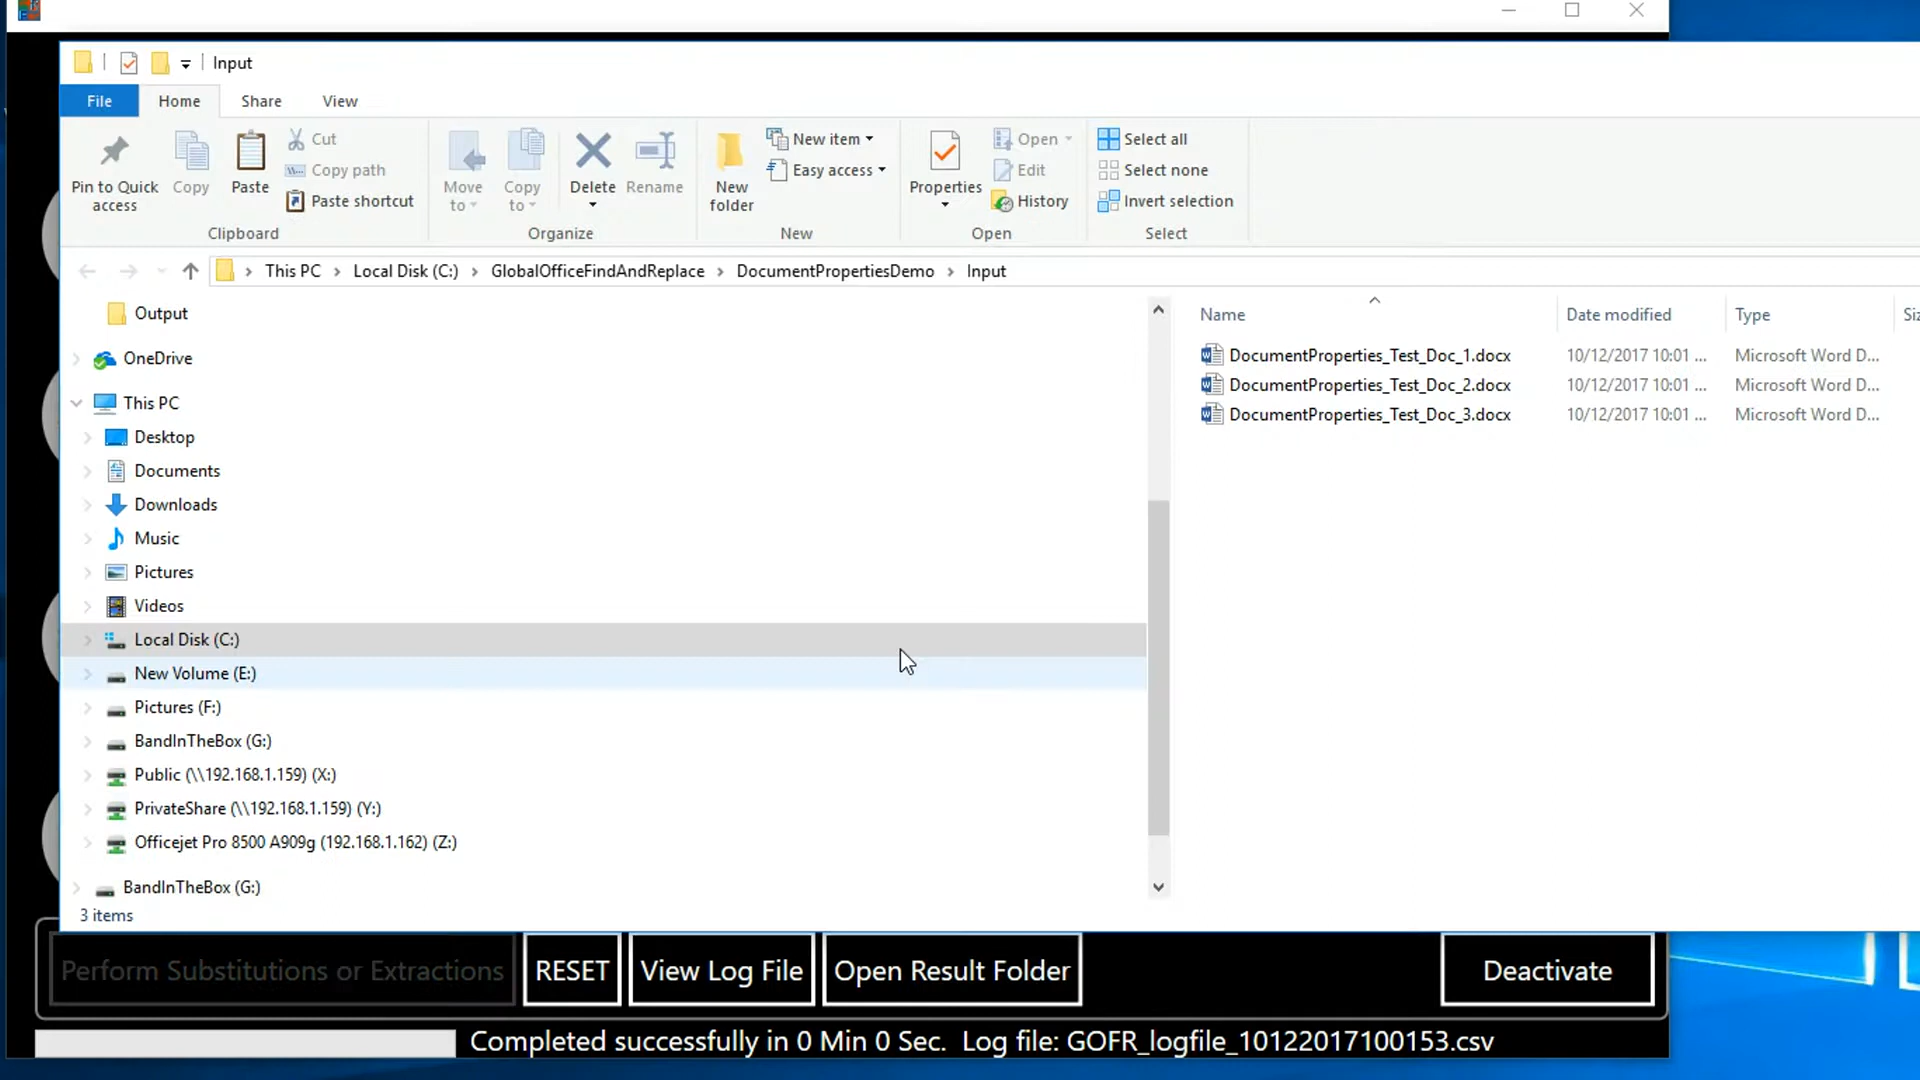 Input
File Home Share View
Pin to Quick access
Copy
Paste
Cut
Copy path
Paste shortcut
Clipboard
Move to
Copy to
Delete
Rename
Organize
New folder
New item
Easy access
New
Properties
Open
Edit
History
Open
Select all
Select none
Invert selection
Select
This PC Local Disk (C:) GlobalOfficeFindAndReplace DocumentPropertiesDemo Input
Output
OneDrive
This PC
Desktop
Documents
Downloads
Music
Pictures
Videos
Local Disk (C:)
New Volume (E:)
Pictures (F:)
BandInTheBox (G:)
Public (\\192.168.1.159) (X:)
PrivateShare (\\192.168.1.159) (Y:)
Officejet Pro 8500 A909g (192.168.1.162) (Z:)
BandInTheBox (G:)
Name Date modified Type Siz
DocumentProperties_Test_Doc_1.docx 10/12/2017 10:01 ... Microsoft Word D...
DocumentProperties_Test_Doc_2.docx 10/12/2017 10:01 ... Microsoft Word D...
DocumentProperties_Test_Doc_3.docx 10/12/2017 10:01 ... Microsoft Word D...
3 items
Perform Substitutions or Extractions RESET View Log File Open Result Folder Deactivate
Completed successfully in 0 Min 0 Sec. Log file: GOFR_logfile_10122017100153.csv